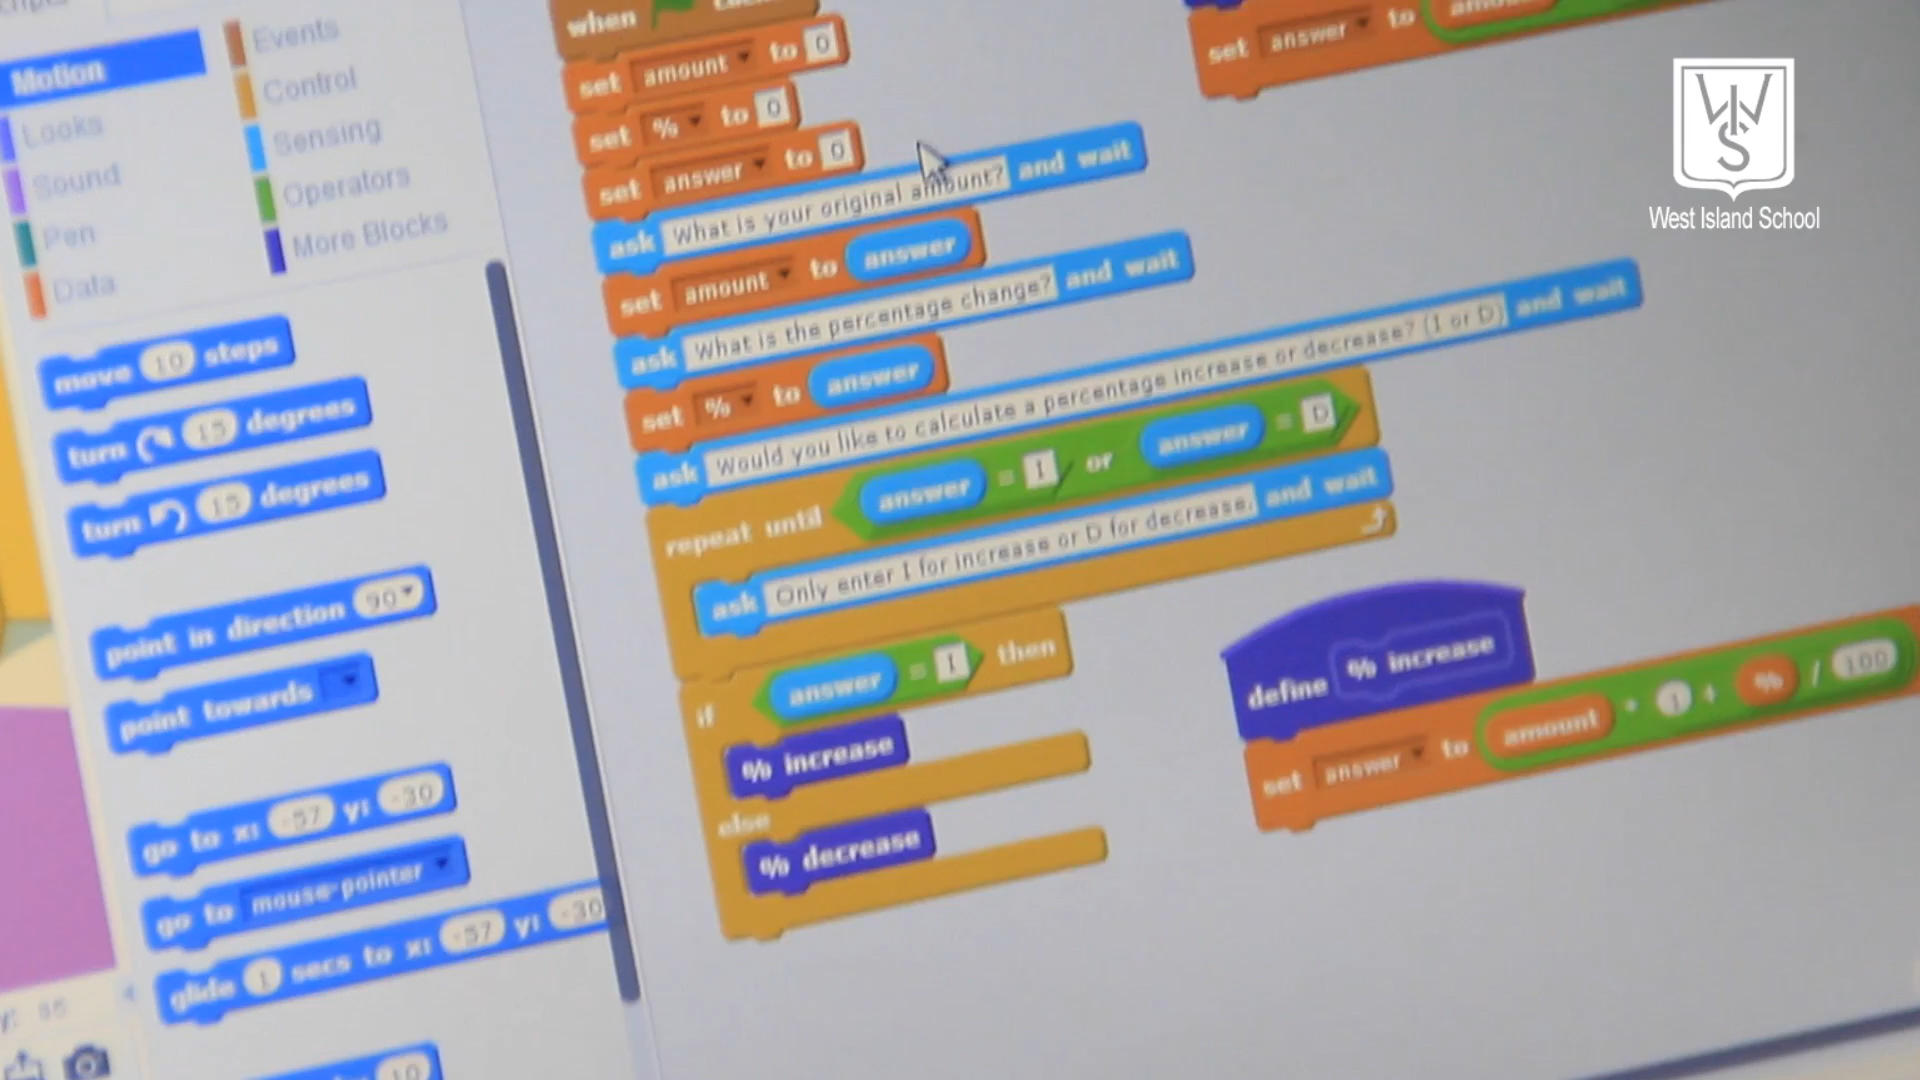 Motion
Looks
Sound
Pen
Data
Events
Control
Sensing
Operators
More Blocks
move 10 steps
turn 15 degrees
turn 15 degrees
point in direction 90
point towards
go to x: -57 y: -30
go to mouse-pointer
glide 1 secs to x: -57 y: -30
10
when
set amount to 0
set % to 0
set answer to 0
ask What is your original amount? and wait
set amount to answer
ask What is the percentage change? and wait
set % to answer
ask Would you like to calculate a percentage increase or decrease? (I or D) and wait
repeat until answer = I or answer = D
ask Only enter I for increase or D for decrease. and wait
if answer = I then
% increase
else
% decrease
set answer to
define % increase
set answer to amount * 1 + % / 100
WIS
West Island School